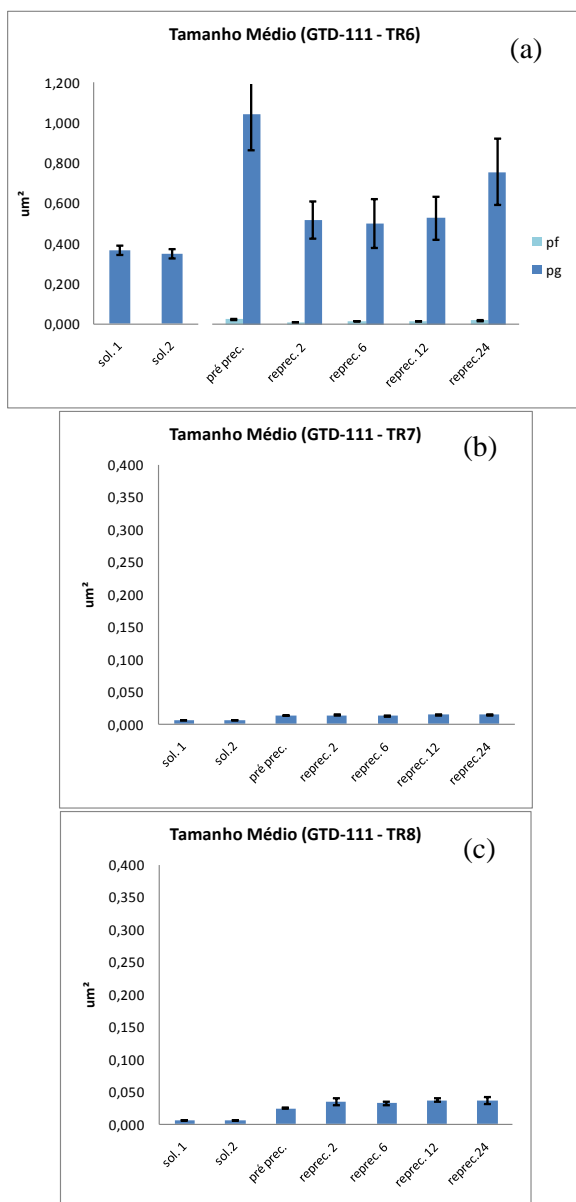 Tamanho Médio (GTD-111 - TR6)
(a)
1,200
1,000
0,800
0,600
0,400
0,200
0,000
um²
pf
pg
sol. 1
sol.2
pré prec.
reprec. 2
reprec. 6
reprec. 12
reprec.24
Tamanho Médio (GTD-111 - TR7)
(b)
0,400
0,350
0,300
0,250
0,200
0,150
0,100
0,050
0,000
um²
sol. 1
sol.2
pré prec.
reprec. 2
reprec. 6
reprec. 12
reprec.24
Tamanho Médio (GTD-111 - TR8)
(c)
0,400
0,350
0,300
0,250
0,200
0,150
0,100
0,050
0,000
um²
sol. 1
sol.2
pré prec.
reprec. 2
reprec. 6
reprec. 12
reprec.24